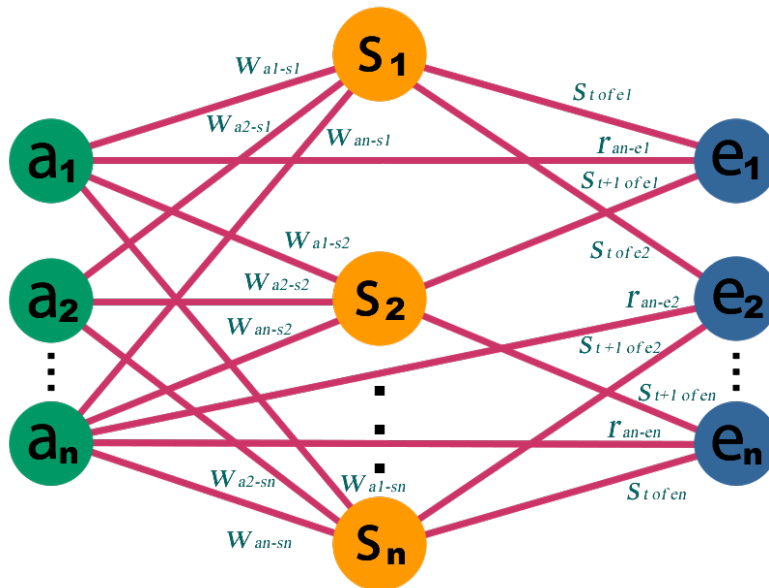 s1
wa1-s1
st of e1
wa2-s1
wan-s1
ran-e1
a1
e1
st+1 of e1
wa1-s2
st of e2
wa2-s2
a2
s2
e2
ran-e2
wan-s2
st+1 of e2
st+1 of en
ran-en
an
en
wa2-sn
wa1-sn
st of en
wan-sn
sn